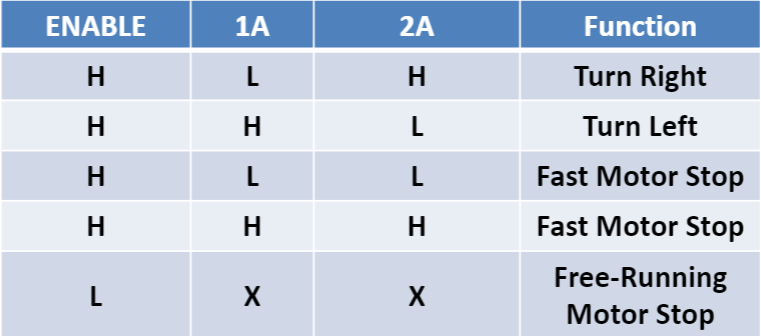 ENABLE 1A 2A Function
H L H Turn Right
H H L Turn Left
H L L Fast Motor Stop
H H H Fast Motor Stop
L X X Free-Running
Motor Stop